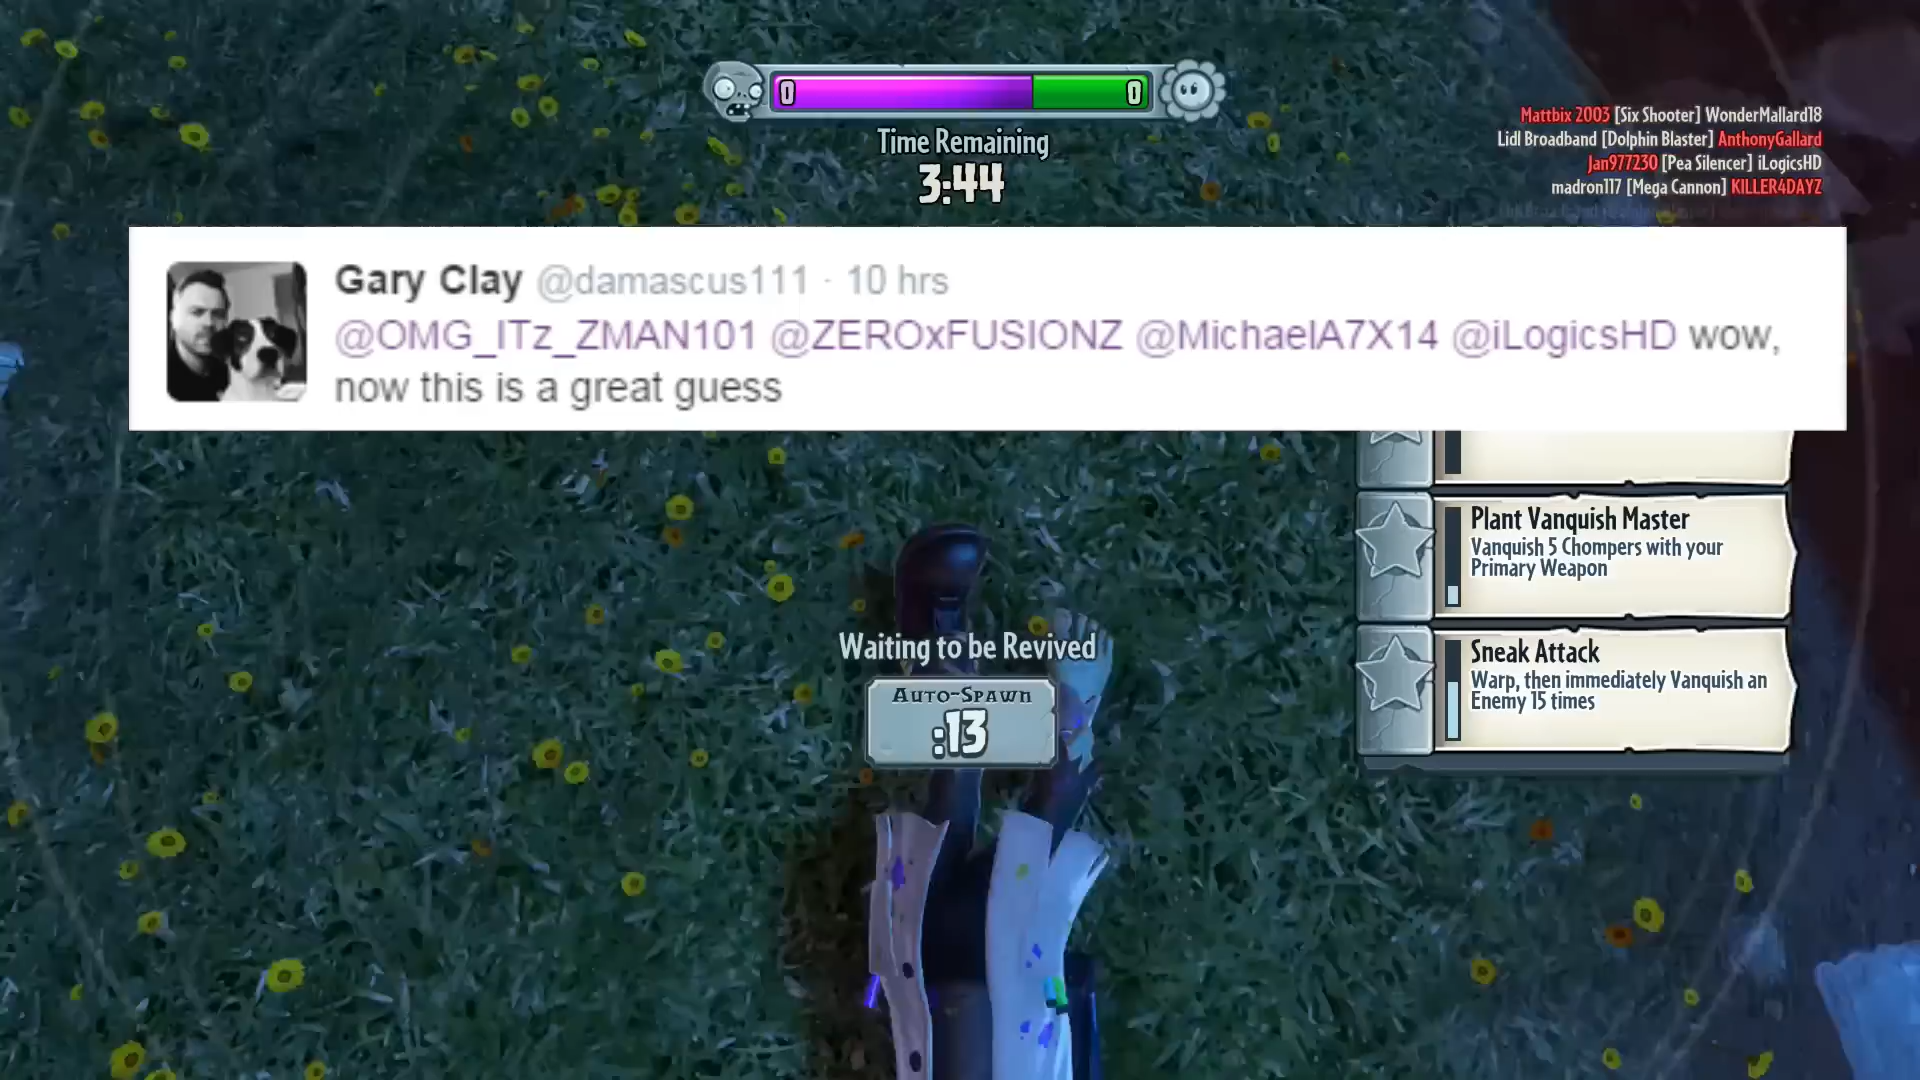 0
0
Time Remaining
3:44
Mattbix 2003 [Six Shooter] WonderMallard18
Lidl Broadband [Dolphin Blaster] AnthonyGallard
Jan977230 [Pea Silencer] iLogicsHD
madron117 [Mega Cannon] KILLER4DAYZ
Gary Clay @damascus111 · 10 hrs
@OMG_ITz_ZMAN101 @ZEROxFUSIONZ @MichaelA7X14 @iLogicsHD wow,
now this is a great guess
Plant Vanquish Master
Vanquish 5 Chompers with your
Primary Weapon
Waiting to be Revived
Auto-Spawn
:13
Sneak Attack
Warp, then immediately Vanquish an
Enemy 15 times